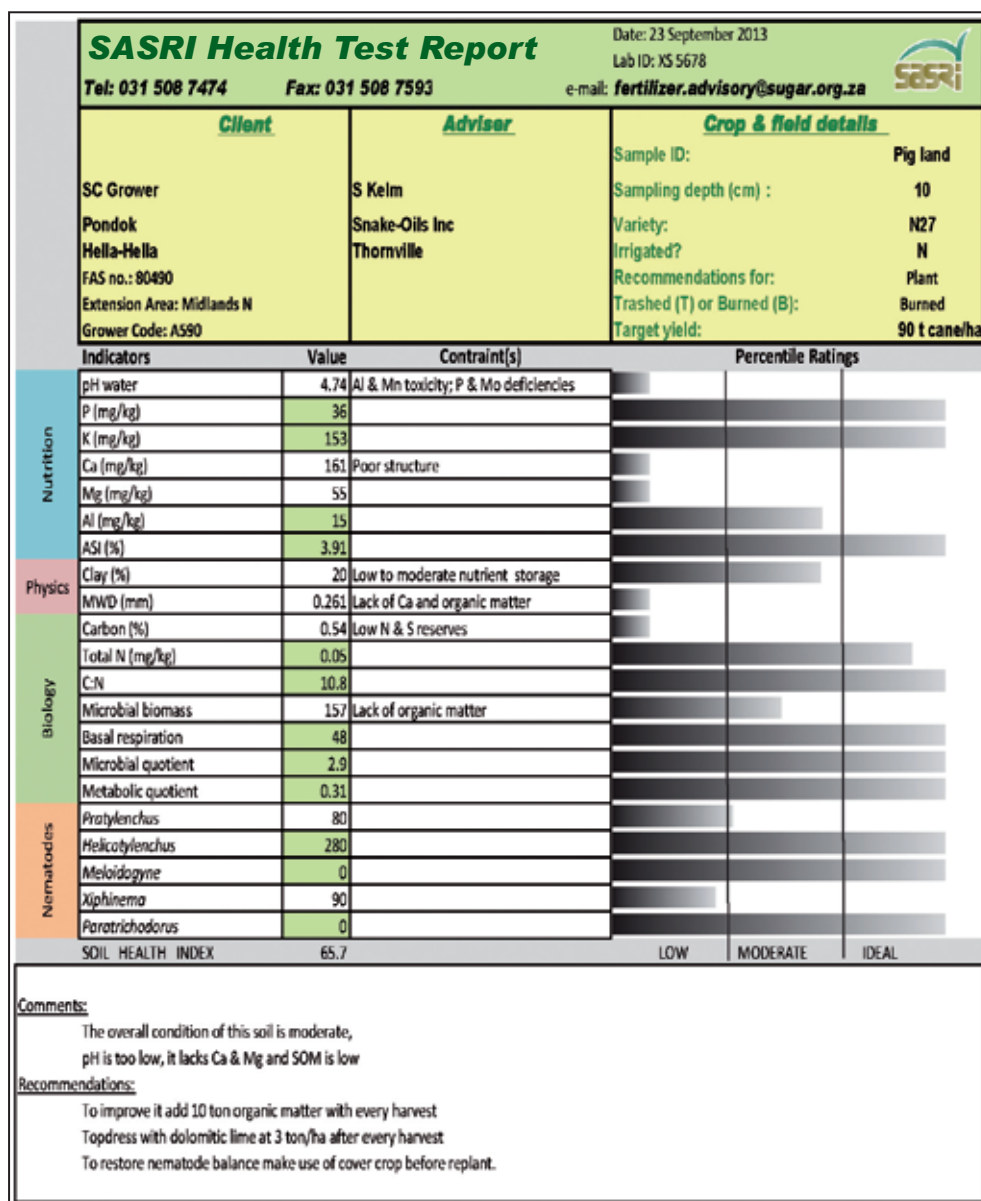 SASRI Health Test Report
Date: 23 September 2013
Lab ID: XS 5678
sasri
Tel: 031 508 7474 Fax: 031 508 7593 e-mail: fertilizer.advisory@sugar.org.za
Client Adviser Crop & field details
Sample ID: Pig land
SC Grower S Kelm Sampling depth (cm) : 10
Pondok Snake-Oils Inc Variety: N27
Hella-Hella Thornville Irrigated? N
FAS no.: 80490 Recommendations for: Plant
Extension Area: Midlands N Trashed (T) or Burned (B): Burned
Grower Code: A590 Target yield: 90 t cane/ha
Indicators Value Contraint(s) Percentile Ratings
Nutrition
pH water 4.74 Al & Mn toxicity; P & Mo deficiencies
P (mg/kg) 36
K (mg/kg) 153
Ca (mg/kg) 161 Poor structure
Mg (mg/kg) 55
Al (mg/kg) 15
ASI (%) 3.91
Physics
Clay (%) 20 Low to moderate nutrient storage
MWD (mm) 0.261 Lack of Ca and organic matter
Biology
Carbon (%) 0.54 Low N & S reserves
Total N (mg/kg) 0.05
C:N 10.8
Microbial biomass 157 Lack of organic matter
Basal respiration 48
Microbial quotient 2.9
Metabolic quotient 0.31
Nematodes
Pratylenchus 80
Helicotylenchus 280
Meloidogyne 0
Xiphinema 90
Paratrichodorus 0
SOIL HEALTH INDEX 65.7 LOW MODERATE IDEAL
Comments:
The overall condition of this soil is moderate,
pH is too low, it lacks Ca & Mg and SOM is low
Recommendations:
To improve it add 10 ton organic matter with every harvest
Topdress with dolomitic lime at 3 ton/ha after every harvest
To restore nematode balance make use of cover crop before replant.